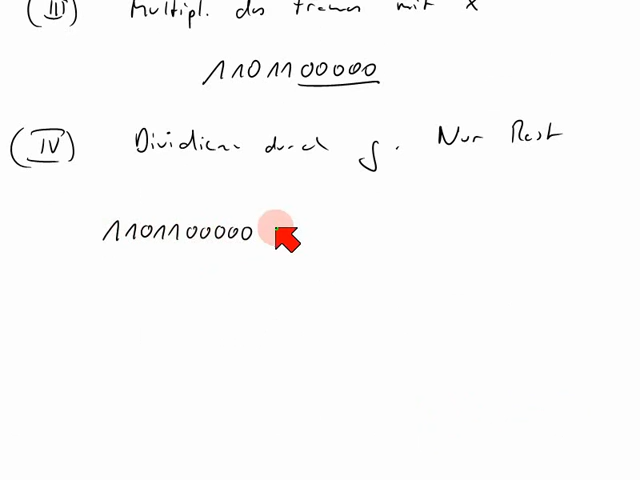 (III) Multipl. des Frames mit x
1101100000
(IV) Dividieren durch g. Nur Rest
1101100000